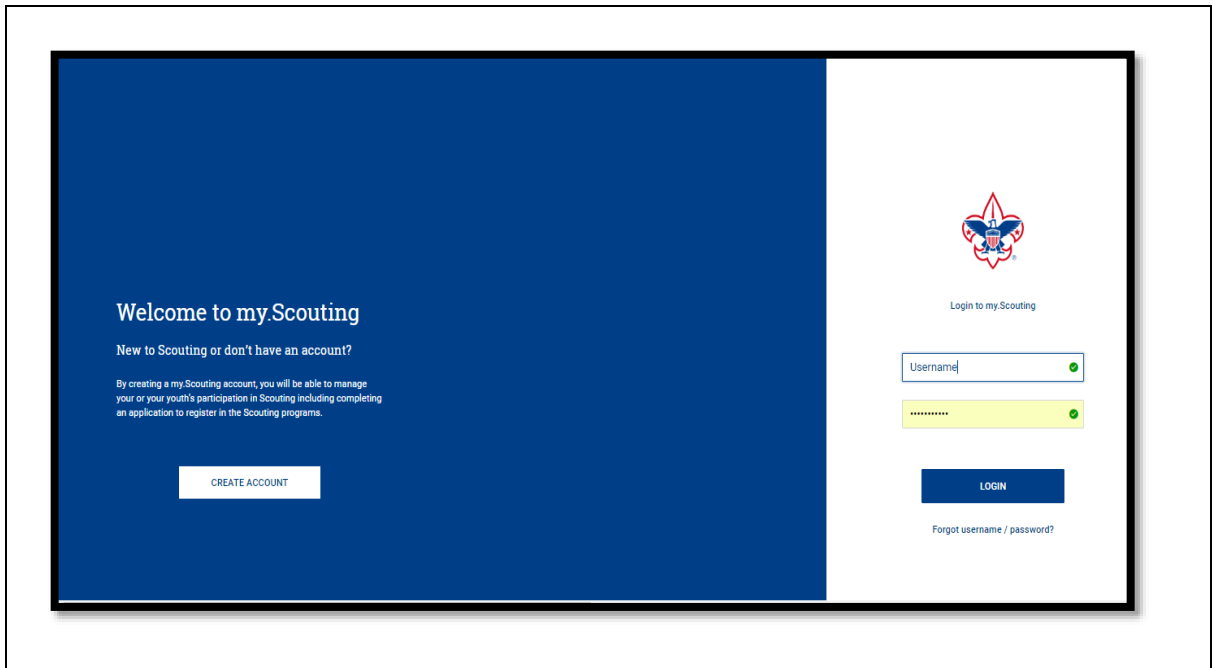 Welcome to my.Scouting
New to Scouting or don't have an account?
By creating a my.Scouting account, you will be able to manage
your or your youth's participation in Scouting including completing
an application to register in the Scouting programs.
CREATE ACCOUNT
®
Login to my.Scouting
Username
•••••••••••
LOGIN
Forgot username / password?